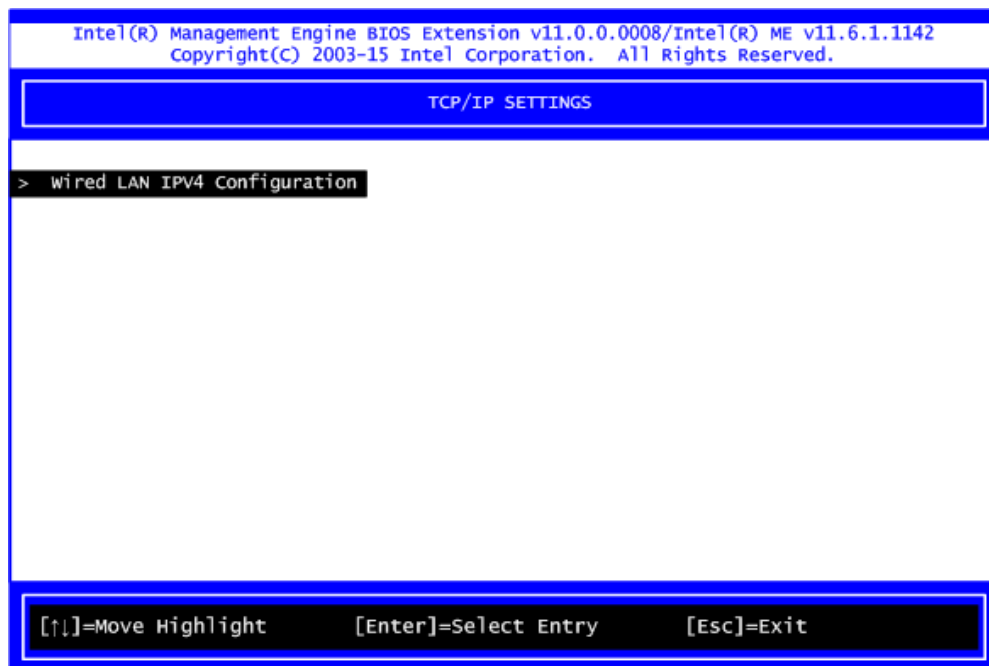 Intel(R) Management Engine BIOS Extension v11.0.0.0008/Intel(R) ME v11.6.1.1142
Copyright(C) 2003-15 Intel Corporation. All Rights Reserved.
TCP/IP SETTINGS
> Wired LAN IPV4 Configuration
[↑↓]=Move Highlight [Enter]=Select Entry [Esc]=Exit